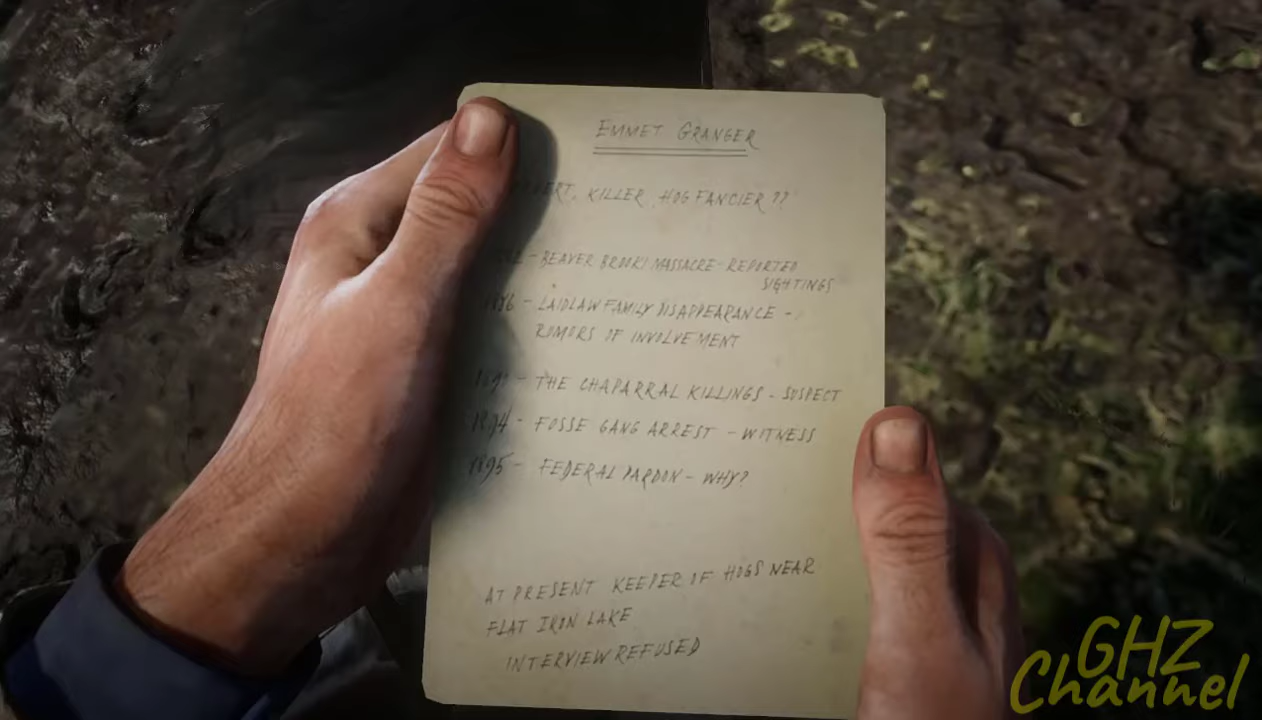 EMMET GRANGER
KILLER, HOG FANCIER ??
- BEAVER BROOK MASSACRE - REPORTED
SIGHTINGS
- LAIDLAW FAMILY DISAPPEARANCE -
RUMORS OF INVOLVEMENT
- THE CHAPARRAL KILLINGS - SUSPECT
1894 - FOSSE GANG ARREST - WITNESS
1895 - FEDERAL PARDON - WHY?
AT PRESENT KEEPER OF HOGS NEAR
FLAT IRON LAKE
INTERVIEW REFUSED
GHZ
Channel